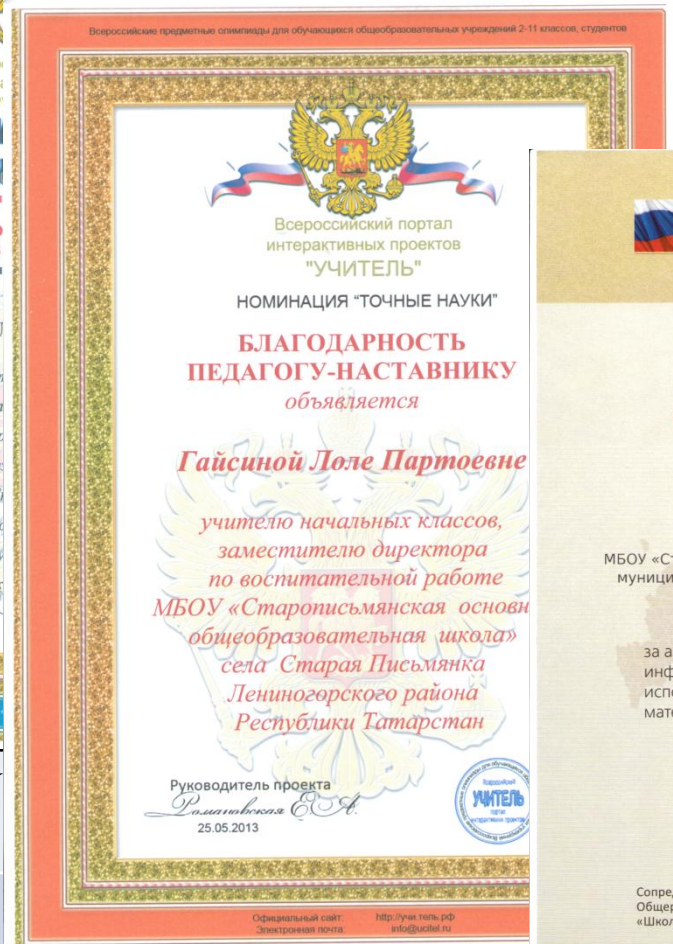 Всероссийские предметные олимпиады для обучающихся общеобразовательных учреждений 2-11 классов, студентов
Всероссийский портал
интерактивных проектов
"УЧИТЕЛЬ"
НОМИНАЦИЯ “ТОЧНЫЕ НАУКИ”
БЛАГОДАРНОСТЬ
ПЕДАГОГУ-НАСТАВНИКУ
объявляется
Гайсиной Лоле Партоевне
учителю начальных классов,
заместителю директора
по воспитательной работе
МБОУ «Старописьмянская основн
общеобразовательная школа»
села Старая Письмянка
Лениногорского района
Республики Татарстан
Руководитель проекта
Романовская Е.А.
25.05.2013
УЧИТЕЛЬ
Официальный сайт: http://учи.тель.рф
Электронная почта: info@ucitel.ru
МБОУ «Ст
муници
за а
инф
испо
мате
Сопре
Общер
«Школ